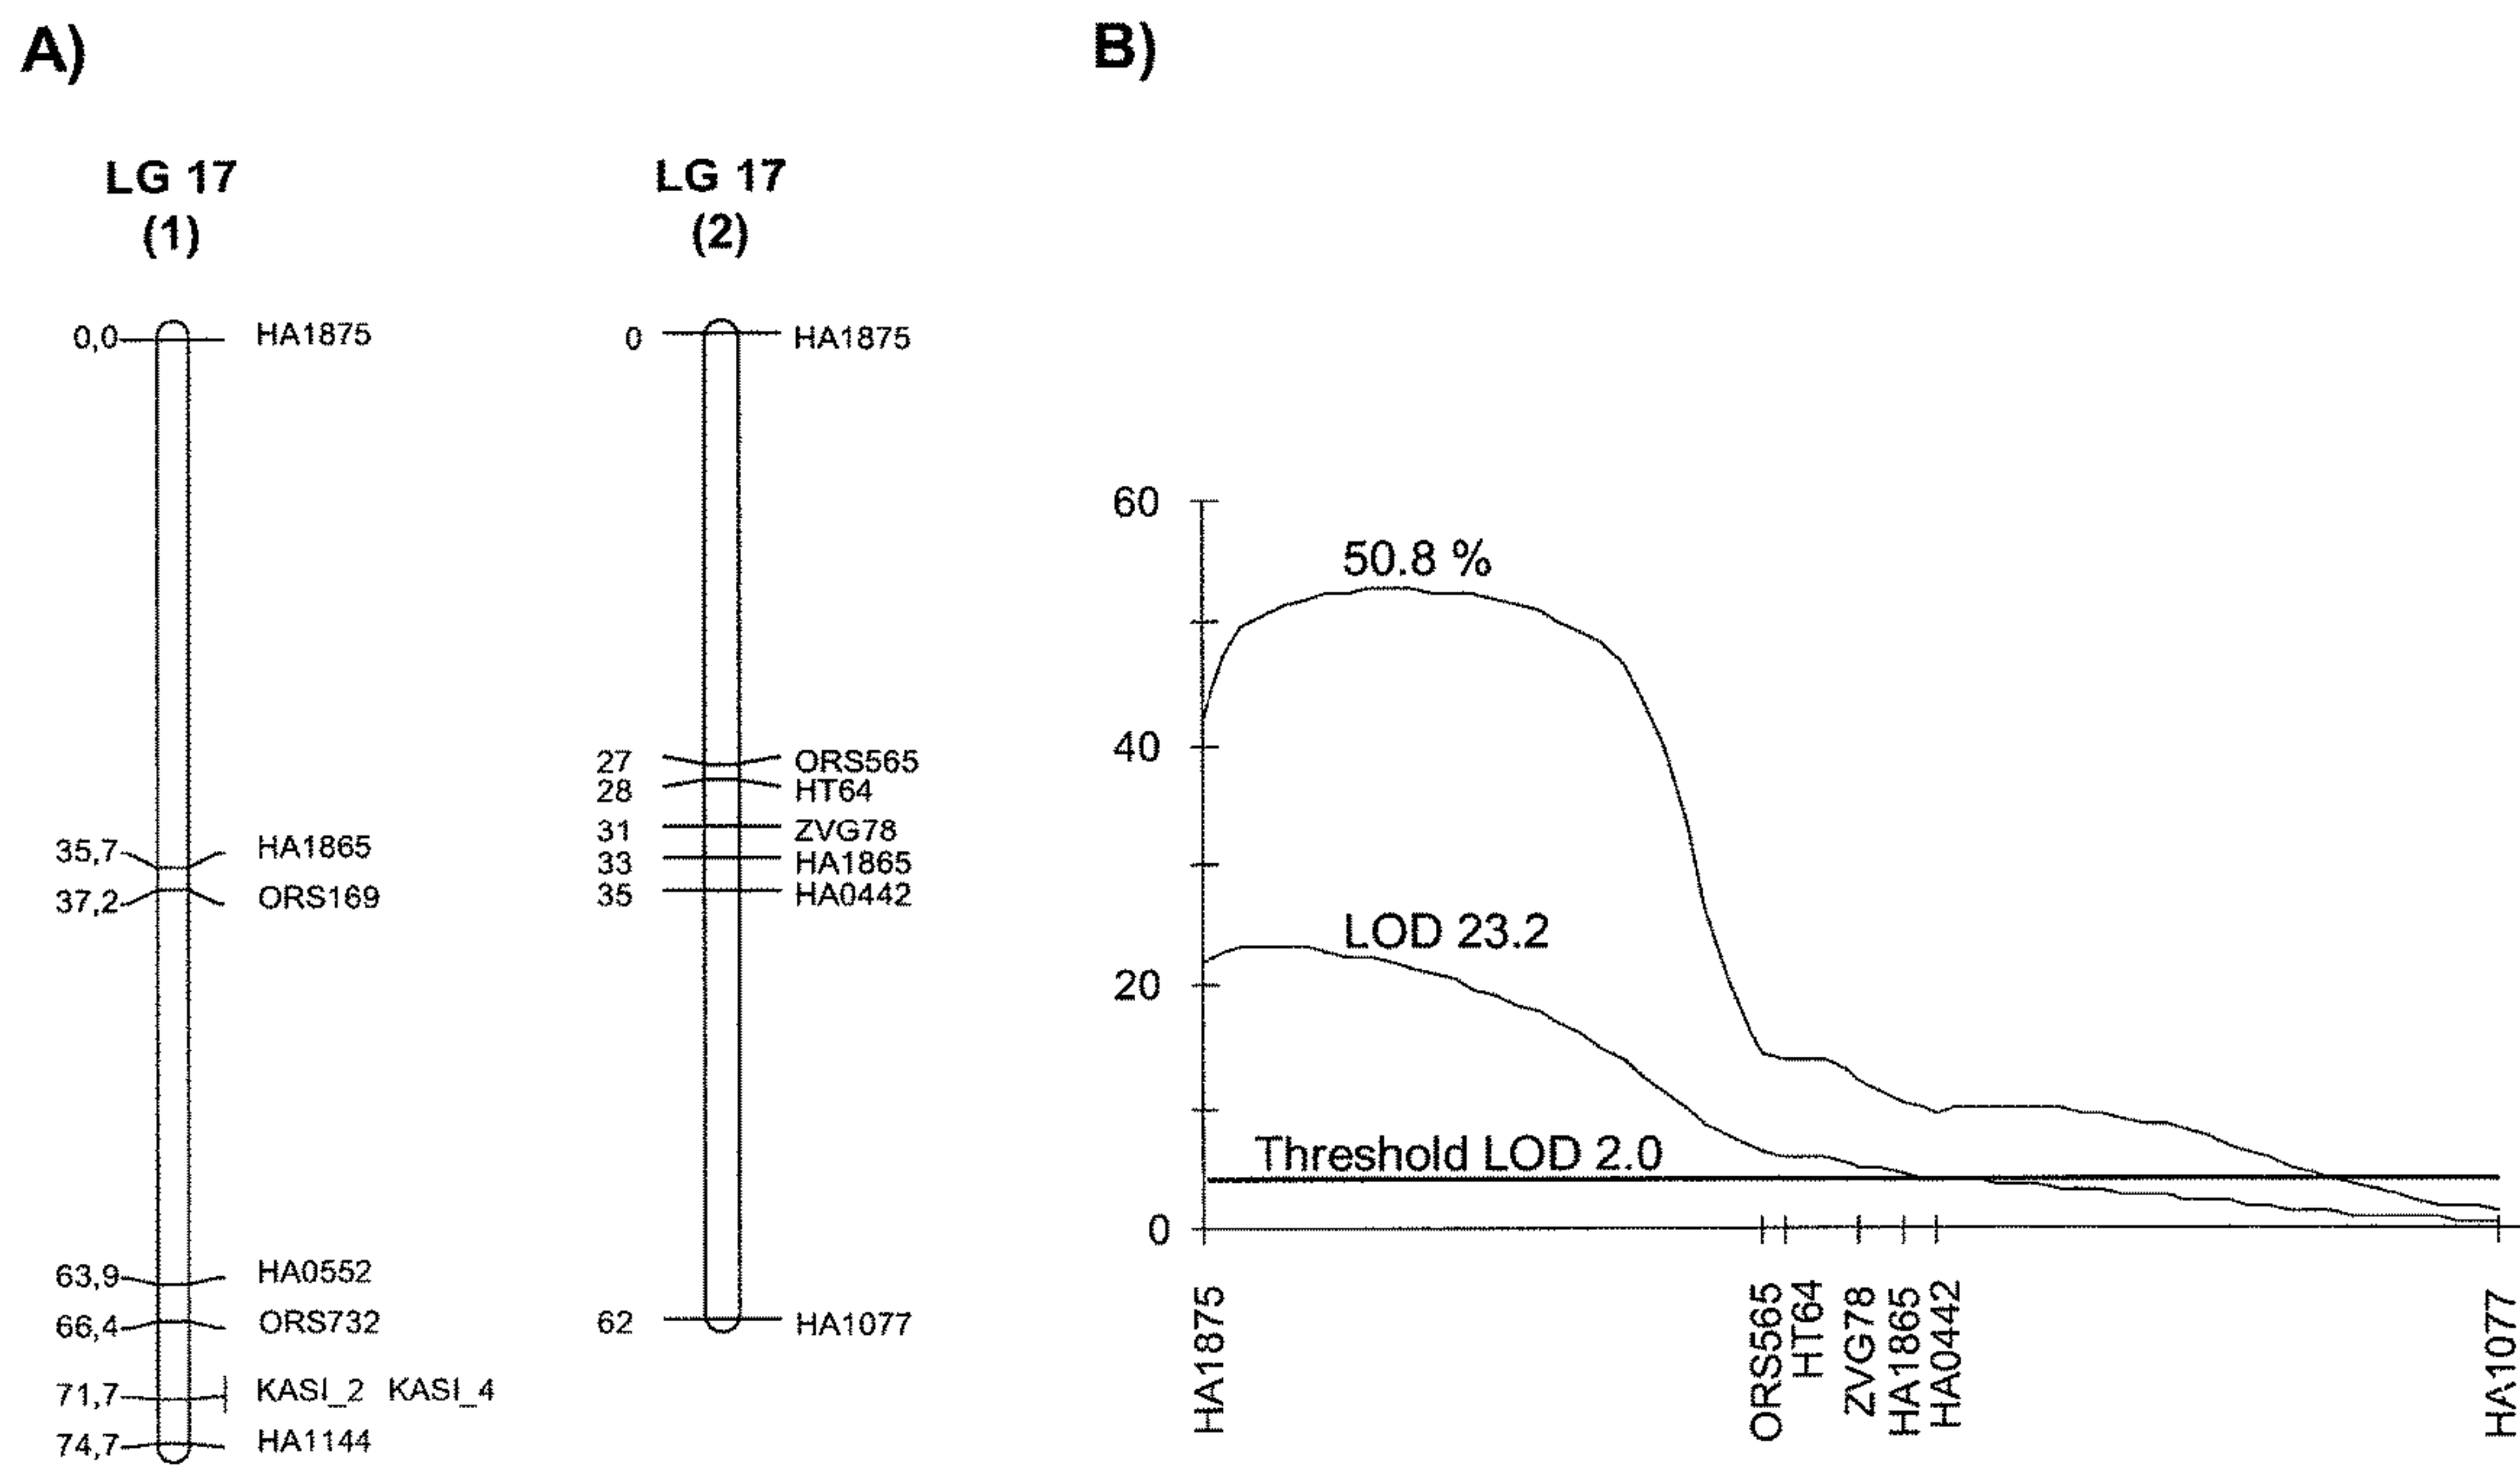 A)
B)
LG 17
(1)
LG 17
(2)
0,0 HA1875
35,7 HA1865
37,2 ORS169
63,9 HA0552
66,4 ORS732
71,7 KASI_2 KASI_4
74,7 HA1144
0 HA1875
27 ORS565
28 HT64
31 ZVG78
33 HA1865
35 HA0442
62 HA1077
60
40
20
0
50.8 %
LOD 23.2
Threshold LOD 2.0
HA1875
ORS565
HT64
ZVG78
HA1865
HA0442
HA1077